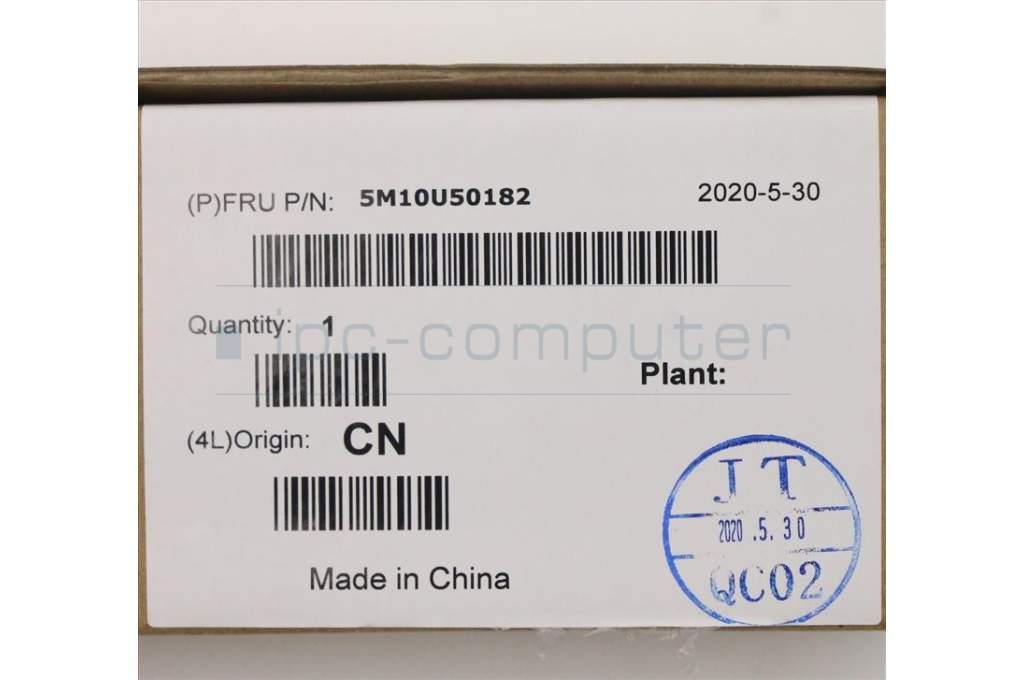 (P)FRU P/N: 5M10U50182 2020-5-30
Quantity: 1
ipc-computer
Plant:
(4L)Origin: CN
Made in China
JT
2020.5.30
QC02